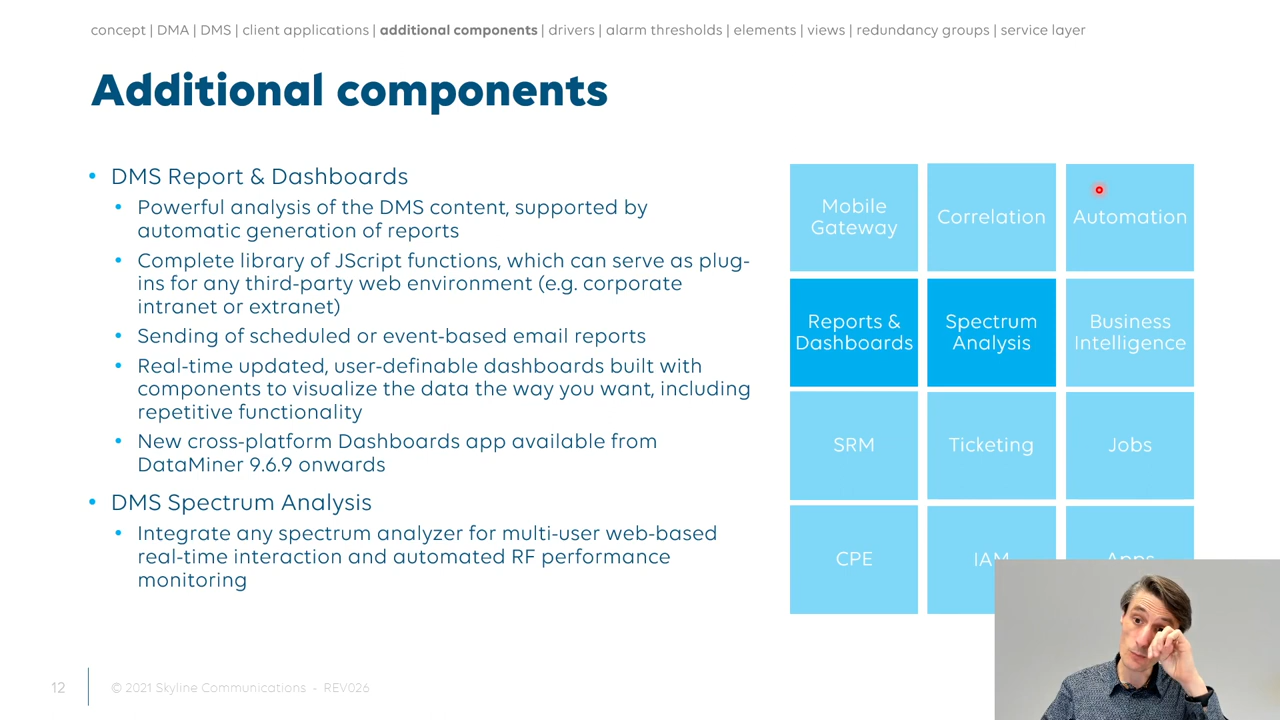 concept | DMA | DMS | client applications | additional components | drivers | alarm thresholds | elements | views | redundancy groups | service layer
Additional components
• DMS Report & Dashboards
• Powerful analysis of the DMS content, supported by
automatic generation of reports
• Complete library of JScript functions, which can serve as plug-
ins for any third-party web environment (e.g. corporate
intranet or extranet)
• Sending of scheduled or event-based email reports
• Real-time updated, user-definable dashboards built with
components to visualize the data the way you want, including
repetitive functionality
• New cross-platform Dashboards app available from
DataMiner 9.6.9 onwards
• DMS Spectrum Analysis
• Integrate any spectrum analyzer for multi-user web-based
real-time interaction and automated RF performance
monitoring
Mobile
Gateway
Correlation
Automation
Reports &
Dashboards
Spectrum
Analysis
Business
Intelligence
SRM
Ticketing
Jobs
CPE
IAM
Apps
12
© 2021 Skyline Communications - REV026